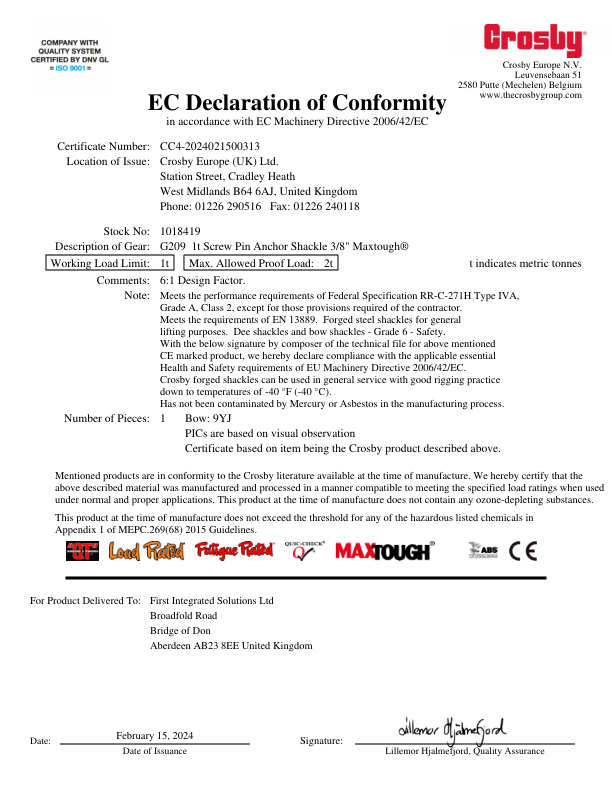 COMPANY WITH
QUALITY SYSTEM
CERTIFIED BY DNV GL
= ISO 9001 =
Crosby®
Crosby Europe N.V.
Leuvensebaan 51
2580 Putte (Mechelen) Belgium
www.thecrosbygroup.com
EC Declaration of Conformity
in accordance with EC Machinery Directive 2006/42/EC
Certificate Number: CC4-2024021500313
Location of Issue: Crosby Europe (UK) Ltd.
Station Street, Cradley Heath
West Midlands B64 6AJ, United Kingdom
Phone: 01226 290516 Fax: 01226 240118
Stock No: 1018419
Description of Gear: G209 1t Screw Pin Anchor Shackle 3/8" Maxtough®
Working Load Limit: 1t Max. Allowed Proof Load: 2t t indicates metric tonnes
Comments: 6:1 Design Factor.
Note: Meets the performance requirements of Federal Specification RR-C-271H Type IVA,
Grade A, Class 2, except for those provisions required of the contractor.
Meets the requirements of EN 13889. Forged steel shackles for general
lifting purposes. Dee shackles and bow shackles - Grade 6 - Safety.
With the below signature by composer of the technical file for above mentioned
CE marked product, we hereby declare compliance with the applicable essential
Health and Safety requirements of EU Machinery Directive 2006/42/EC.
Crosby forged shackles can be used in general service with good rigging practice
down to temperatures of -40 °F (-40 °C).
Has not been contaminated by Mercury or Asbestos in the manufacturing process.
Number of Pieces: 1 Bow: 9YJ
PICs are based on visual observation
Certificate based on item being the Crosby product described above.
Mentioned products are in conformity to the Crosby literature available at the time of manufacture. We hereby certify that the
above described material was manufactured and processed in a manner compatible to meeting the specified load ratings when used
under normal and proper applications. This product at the time of manufacture does not contain any ozone-depleting substances.
This product at the time of manufacture does not exceed the threshold for any of the hazardous listed chemicals in
Appendix 1 of MEPC.269(68) 2015 Guidelines.
QT Load Rated Fatigue Rated QUIC-CHECK® MAXTOUGH® ABS CE
For Product Delivered To: First Integrated Solutions Ltd
Broadfold Road
Bridge of Don
Aberdeen AB23 8EE United Kingdom
Lillemor Hjalmefjord
Date: February 15, 2024 Signature:
Date of Issuance Lillemor Hjalmefjord, Quality Assurance